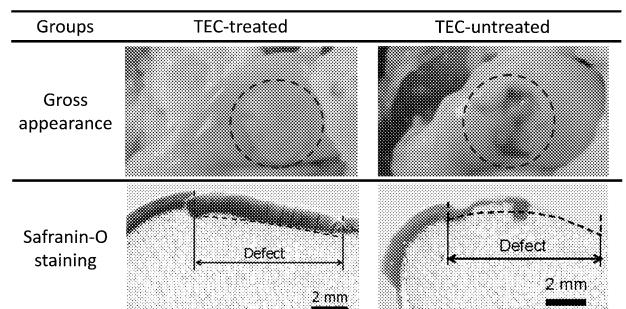 Groups TEC-treated TEC-untreated
Gross
appearance
Safranin-O
staining
Defect
2 mm
Defect
2 mm